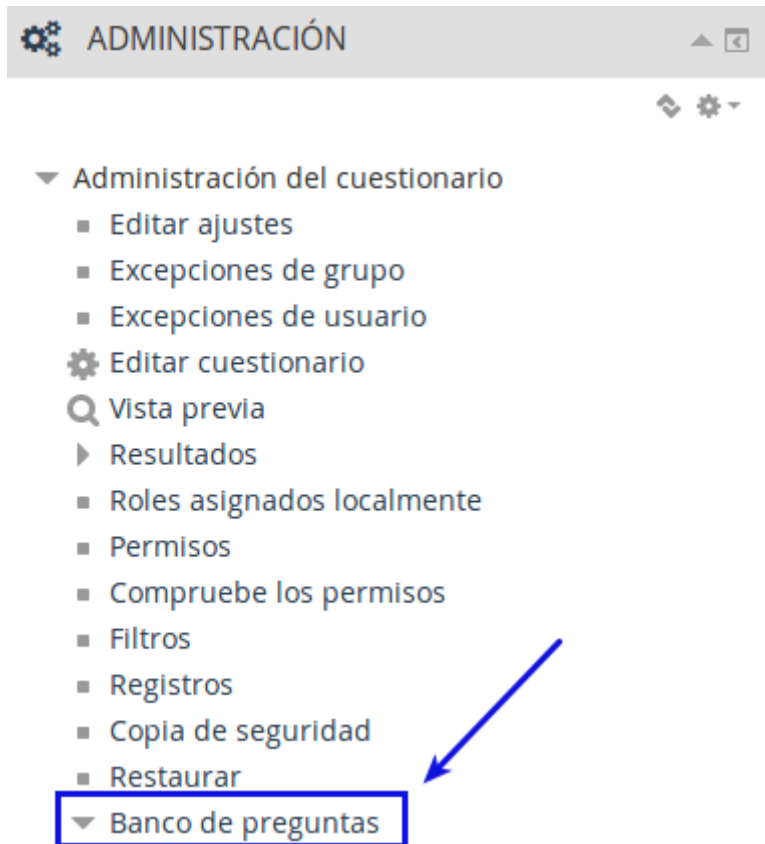 ADMINISTRACIÓN
Administración del cuestionario
Editar ajustes
Excepciones de grupo
Excepciones de usuario
Editar cuestionario
Vista previa
Resultados
Roles asignados localmente
Permisos
Compruebe los permisos
Filtros
Registros
Copia de seguridad
Restaurar
Banco de preguntas